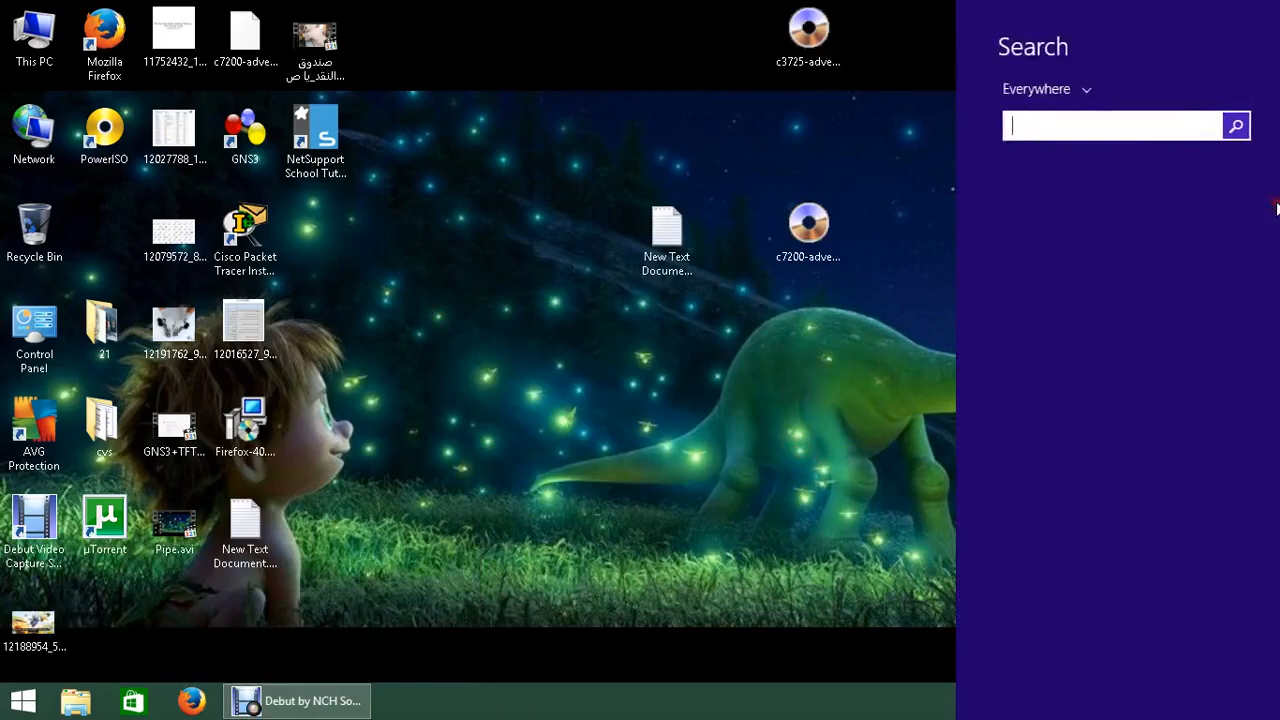 This PC
Mozilla
Firefox
11752432_1...
c7200-adve...
صندوق
النقد_يا ص...
c3725-adve...
Search
Everywhere
Network
PowerISO
12027788_1...
GNS3
NetSupport
School Tut...
Recycle Bin
12079572_8...
Cisco Packet
Tracer Inst...
New Text
Docume...
c7200-adve...
Control
Panel
21
12191762_9...
12016527_9...
AVG
Protection
cvs
GNS3+TFT...
Firefox-40....
Debut Video
Capture S...
µTorrent
Pipe.avi
New Text
Document....
12188954_5...
Debut by NCH So...